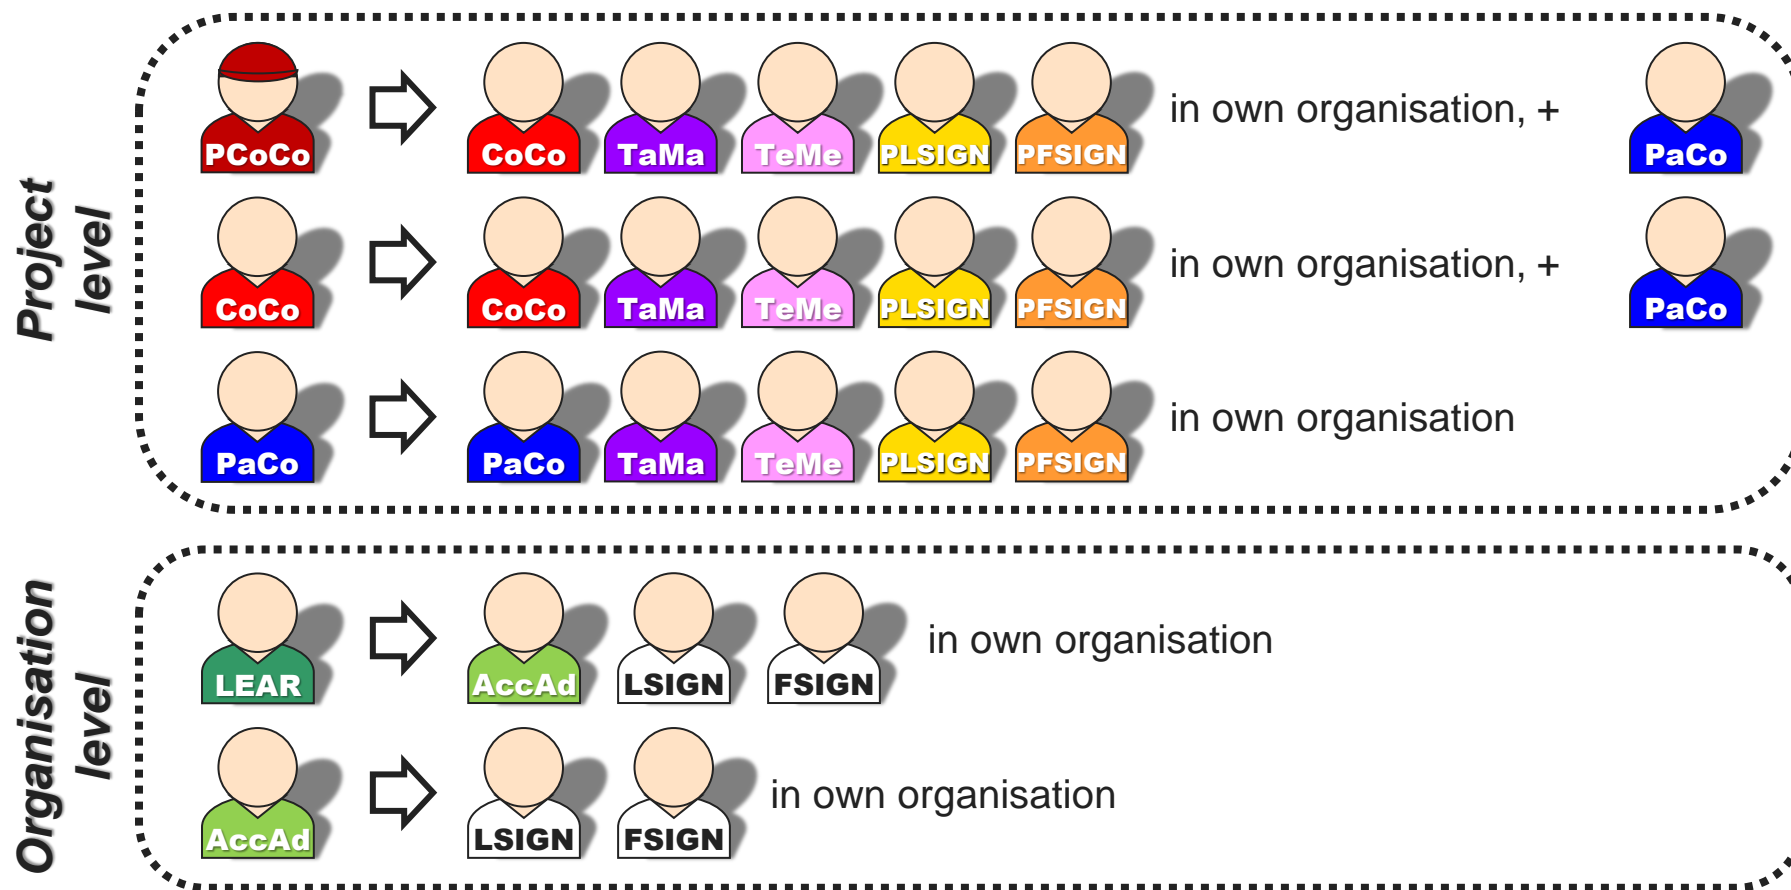 Project
level
PCoCo CoCo TaMa TeMe PLSIGN PFSIGN in own organisation, + PaCo
CoCo CoCo TaMa TeMe PLSIGN PFSIGN in own organisation, + PaCo
PaCo PaCo TaMa TeMe PLSIGN PFSIGN in own organisation
Organisation
level
LEAR AccAd LSIGN FSIGN in own organisation
AccAd LSIGN FSIGN in own organisation